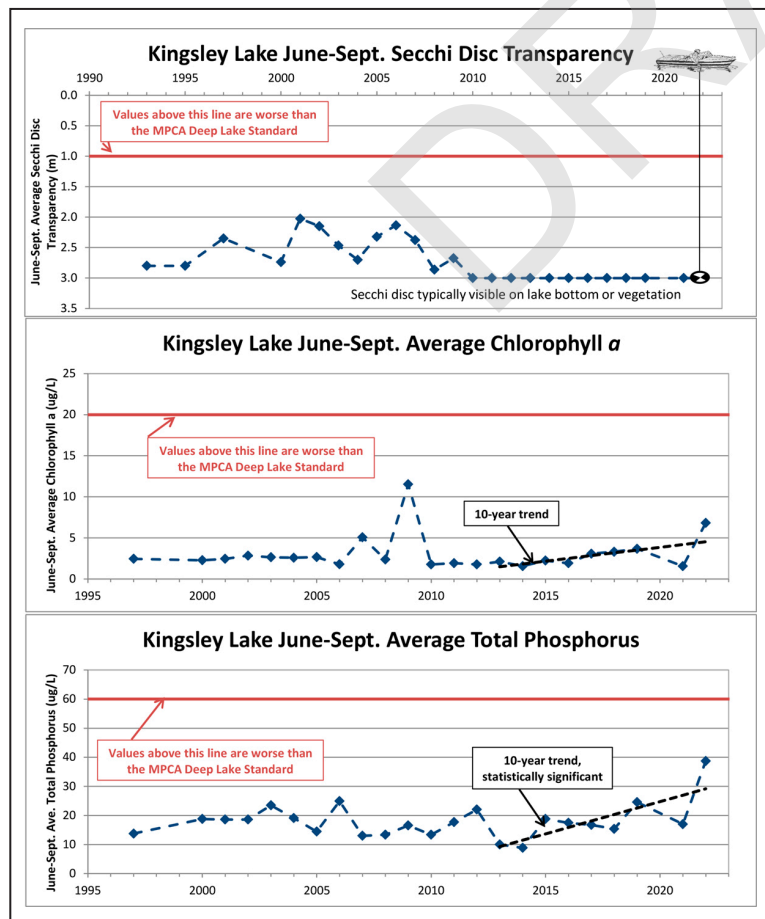 DRA
Kingsley Lake June-Sept. Secchi Disc Transparency
1990 1995 2000 2005 2010 2015 2020
0.0
0.5
1.0
1.5
2.0
2.5
3.0
3.5
June-Sept. Average Secchi Disc
Transparency (m)
Values above this line are worse than
the MPCA Deep Lake Standard
Secchi disc typically visible on lake bottom or vegetation
Kingsley Lake June-Sept. Average Chlorophyll a
25
20
15
10
5
0
June-Sept. Average Chlorophyll a (ug/L)
Values above this line are worse than
the MPCA Deep Lake Standard
10-year trend
1995 2000 2005 2010 2015 2020
Kingsley Lake June-Sept. Average Total Phosphorus
70
60
50
40
30
20
10
0
June-Sept. Ave. Total Phosphorus (ug/L)
Values above this line are worse than
the MPCA Deep Lake Standard
10-year trend,
statistically significant
1995 2000 2005 2010 2015 2020